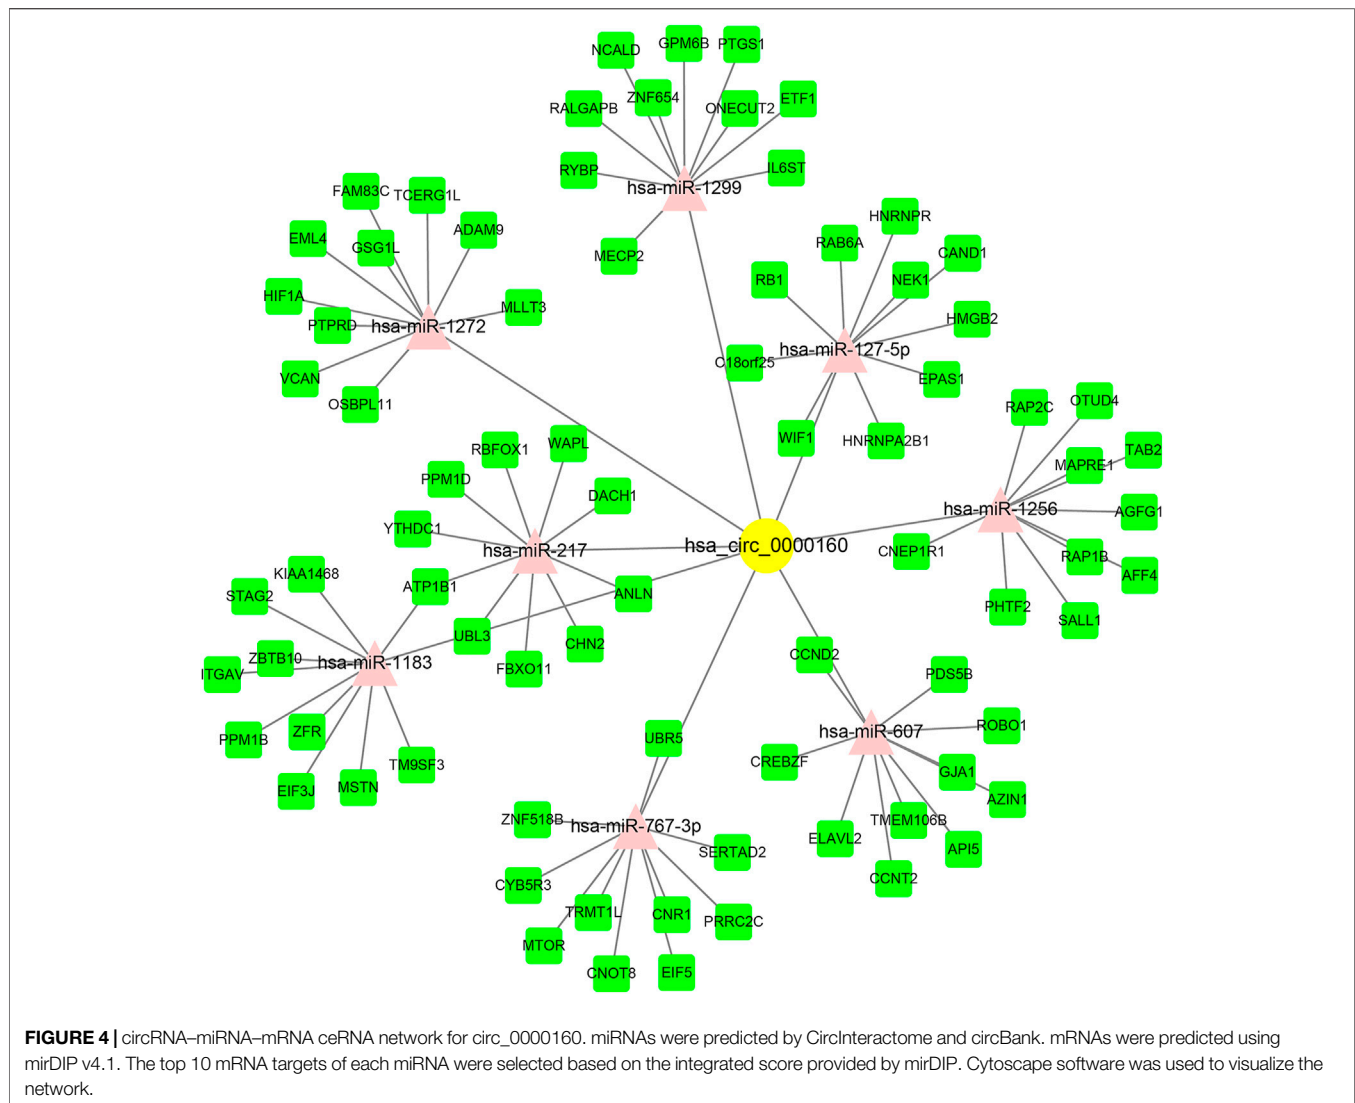 NCALD
GPM6B
PTGS1
ZNF654
RALGAPB
ONECUT2
ETF1
RYBP
IL6ST
hsa-miR-1299
MECP2
FAM83C
TCERG1L
EML4
GSG1L
ADAM9
HIF1A
PTPRD
hsa-miR-1272
MLLT3
VCAN
OSBPL11
HNRNPR
RAB6A
CAND1
RB1
NEK1
HMGB2
hsa-miR-127-5p
C18orf25
EPAS1
WIF1
HNRNPA2B1
RAP2C
OTUD4
TAB2
MAPRE1
hsa-miR-1256
AGFG1
CNEP1R1
RAP1B
AFF4
PHTF2
SALL1
RBFOX1
WAPL
PPM1D
DACH1
YTHDC1
hsa-miR-217
hsa_circ_0000160
ATP1B1
ANLN
UBL3
CHN2
FBXO11
KIAA1468
STAG2
ZBTB10
ITGAV
hsa-miR-1183
PPM1B
ZFR
TM9SF3
EIF3J
MSTN
CCND2
PDS5B
ROBO1
hsa-miR-607
CREBZF
GJA1
AZIN1
TMEM106B
ELAVL2
API5
CCNT2
UBR5
ZNF518B
hsa-miR-767-3p
SERTAD2
CYB5R3
TRMT1L
CNR1
PRRC2C
MTOR
CNOT8
EIF5
FIGURE 4 | circRNA–miRNA–mRNA ceRNA network for circ_0000160. miRNAs were predicted by CircInteractome and circBank. mRNAs were predicted using
mirDIP v4.1. The top 10 mRNA targets of each miRNA were selected based on the integrated score provided by mirDIP. Cytoscape software was used to visualize the
network.